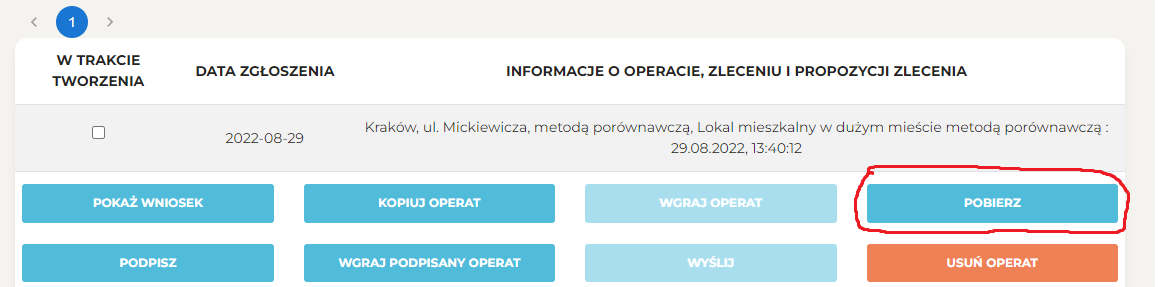 1
W TRAKCIE
TWORZENIA
DATA ZGŁOSZENIA
INFORMACJE O OPERACIE, ZLECENIU I PROPOZYCJI ZLECENIA
2022-08-29
Kraków, ul. Mickiewicza, metodą porównawczą, Lokal mieszkalny w dużym mieście metodą porównawczą :
29.08.2022, 13:40:12
POKAŻ WNIOSEK
KOPIUJ OPERAT
WGRAJ OPERAT
POBIERZ
PODPISZ
WGRAJ PODPISANY OPERAT
WYŚLIJ
USUŃ OPERAT